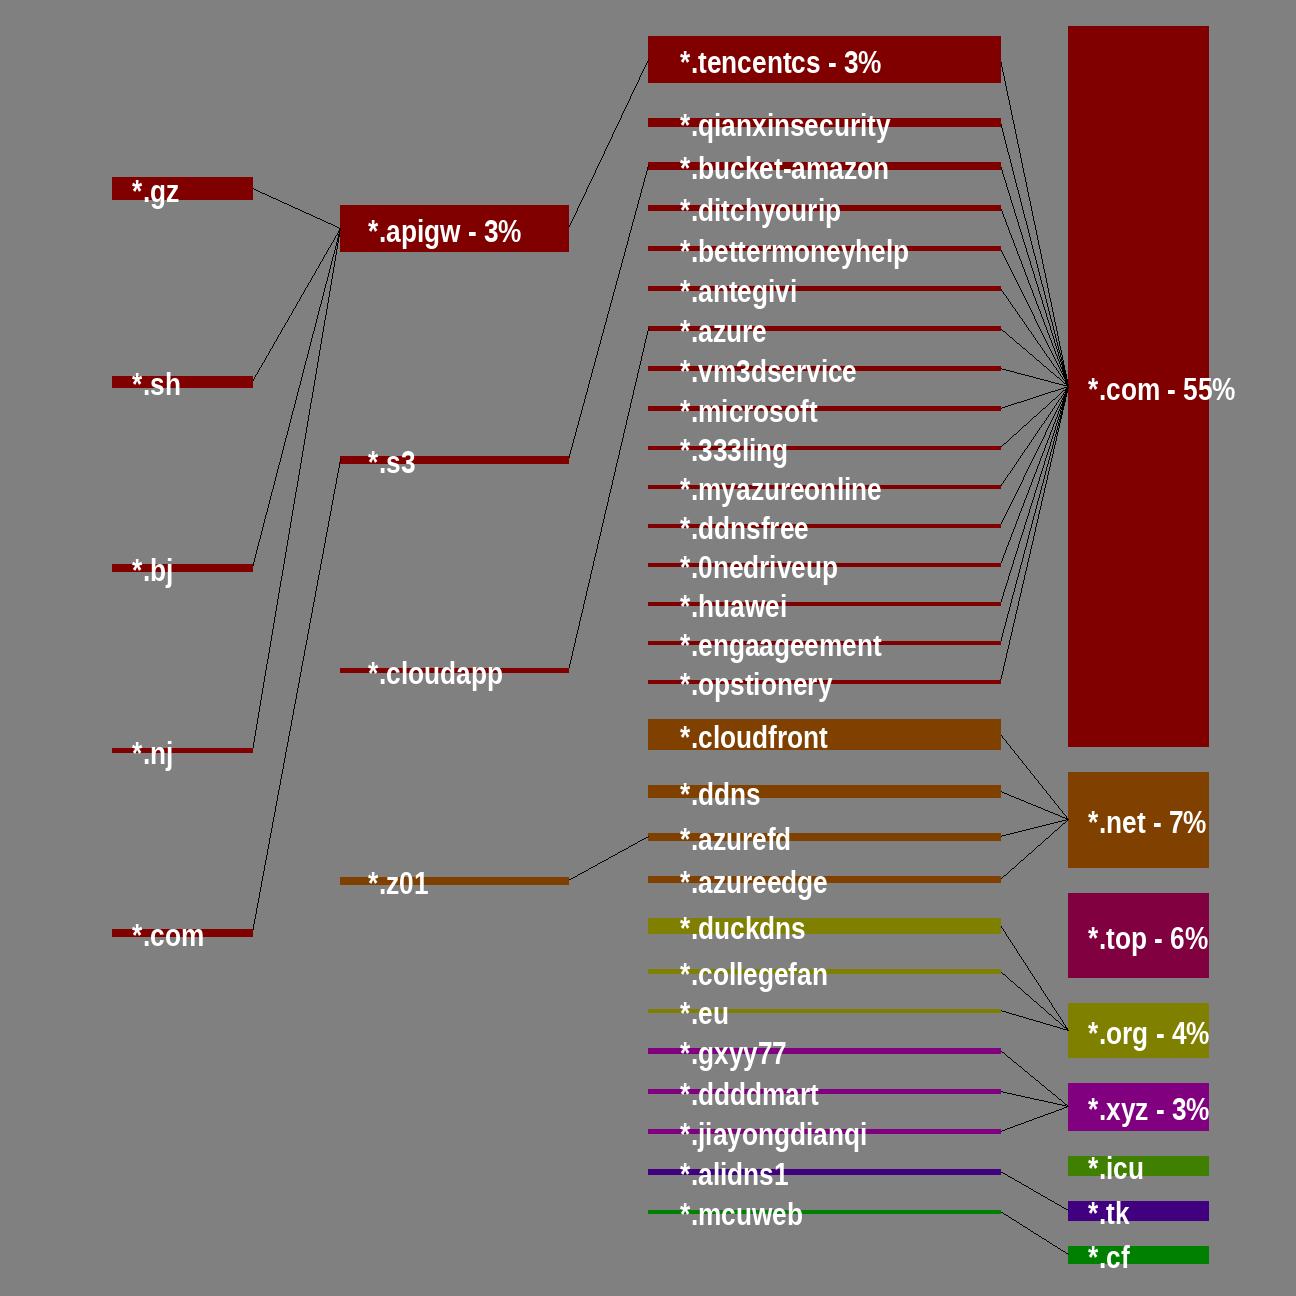 *.gz
*.sh
*.bj
*.nj
*.com
*.apigw - 3%
*.s3
*.cloudapp
*.z01
*.tencentcs - 3%
*.qianxinsecurity
*.bucket-amazon
*.ditchyourip
*.bettermoneyhelp
*.antegivi
*.azure
*.vm3dservice
*.microsoft
*.333ling
*.myazureonline
*.ddnsfree
*.0nedriveup
*.huawei
*.engaageement
*.opstionery
*.cloudfront
*.ddns
*.azurefd
*.azureedge
*.duckdns
*.collegefan
*.eu
*.gxyy77
*.ddddmart
*.jiayongdianqi
*.alidns1
*.mcuweb
*.com - 55%
*.net - 7%
*.top - 6%
*.org - 4%
*.xyz - 3%
*.icu
*.tk
*.cf